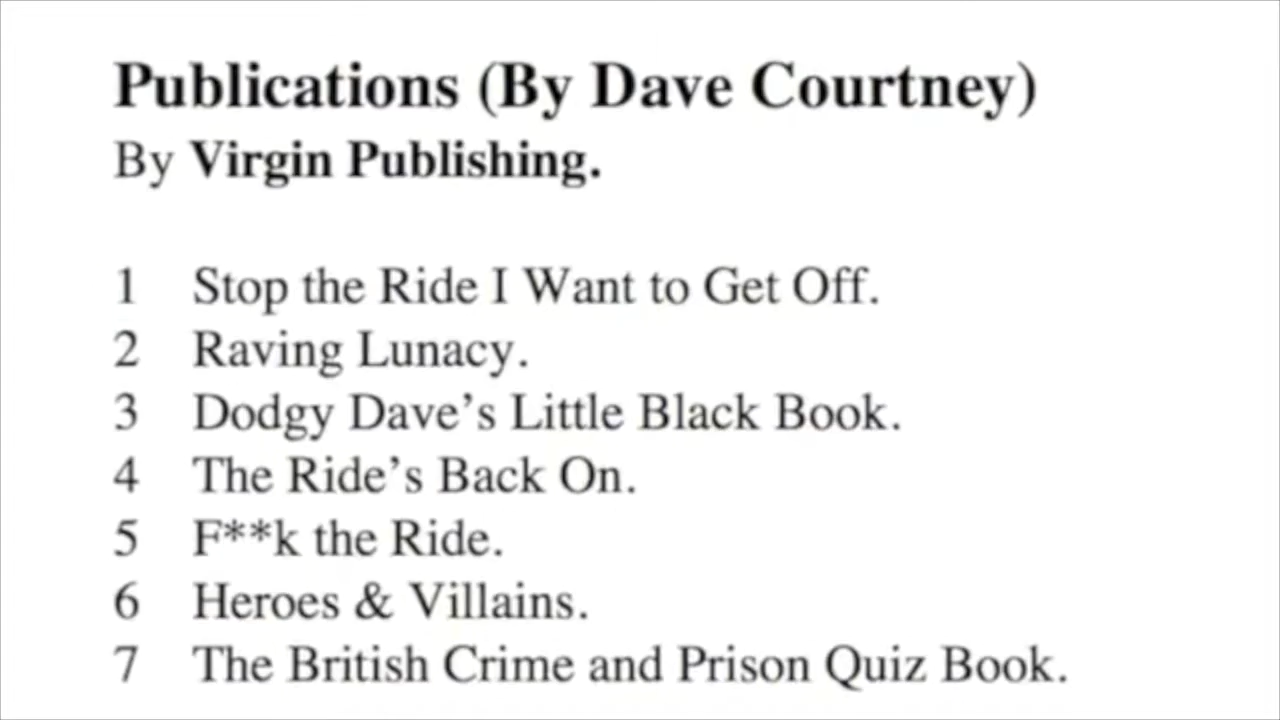 Publications (By Dave Courtney)
By Virgin Publishing.
1 Stop the Ride I Want to Get Off.
2 Raving Lunacy.
3 Dodgy Dave’s Little Black Book.
4 The Ride’s Back On.
5 F**k the Ride.
6 Heroes & Villains.
7 The British Crime and Prison Quiz Book.